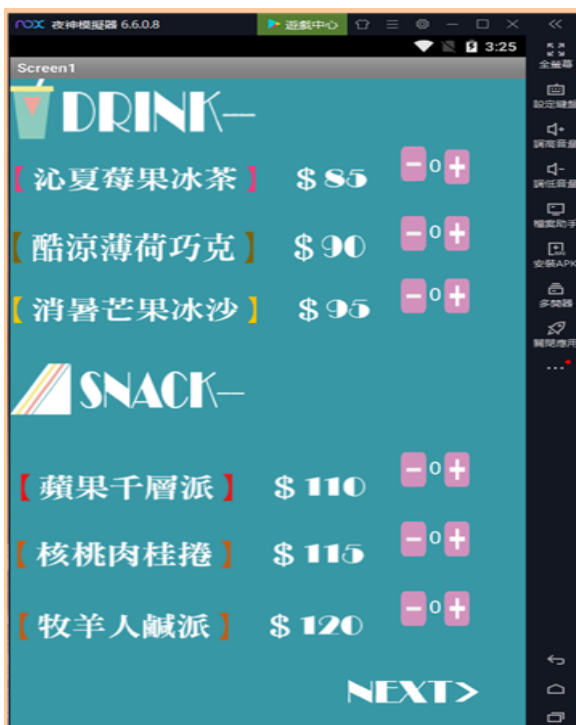 nox 夜神模擬器 6.6.0.8 遊戲中心
3:25
Screen1
DRINK—
【沁夏莓果冰茶】 $85 − 0 +
【酷涼薄荷巧克】 $90 − 0 +
【消暑芒果冰沙】 $95 − 0 +
SNACK—
【蘋果千層派】 $110 − 0 +
【核桃肉桂捲】 $115 − 0 +
【牧羊人鹹派】 $120 − 0 +
NEXT>
全螢幕
設定鍵盤
調高音量
調低音量
檔案助手
安裝APK
多開器
關閉應用